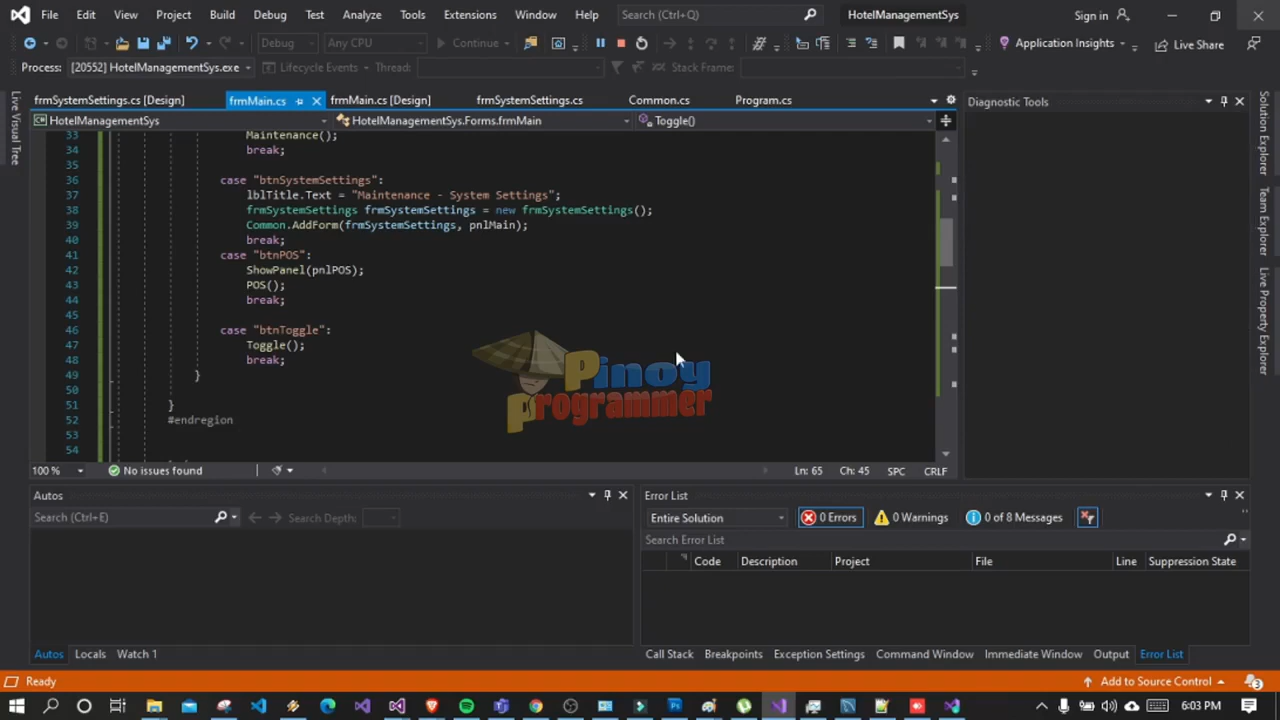 File Edit View Project Build Debug Test Analyze Tools Extensions Window Help Search (Ctrl+Q) HotelManagementSys Sign in
Debug Any CPU Continue Application Insights Live Share
Process: [20552] HotelManagementSys.exe Lifecycle Events Thread: Stack Frame:
frmSystemSettings.cs [Design] frmMain.cs frmMain.cs [Design] frmSystemSettings.cs Common.cs Program.cs
Diagnostic Tools
HotelManagementSys HotelManagementSys.Forms.frmMain Toggle()
Live Visual Tree
Solution Explorer
Team Explorer
Live Property Explorer
33 Maintenance();
34 break;
35
36 case "btnSystemSettings":
37 lblTitle.Text = "Maintenance - System Settings";
38 frmSystemSettings frmSystemSettings = new frmSystemSettings();
39 Common.AddForm(frmSystemSettings, pnlMain);
40 break;
41 case "btnPOS":
42 ShowPanel(pnlPOS);
43 POS();
44 break;
45
46 case "btnToggle":
47 Toggle();
48 break;
49 }
50
51 }
52 #endregion
53
54
Pinoy
Programmer
100 % No issues found Ln: 65 Ch: 45 SPC CRLF
Autos
Search (Ctrl+E) Search Depth:
Error List
Entire Solution 0 Errors 0 Warnings 0 of 8 Messages
Search Error List
Code Description Project File Line Suppression State
Autos Locals Watch 1
Call Stack Breakpoints Exception Settings Command Window Immediate Window Output Error List
Ready Add to Source Control 3
6:03 PM